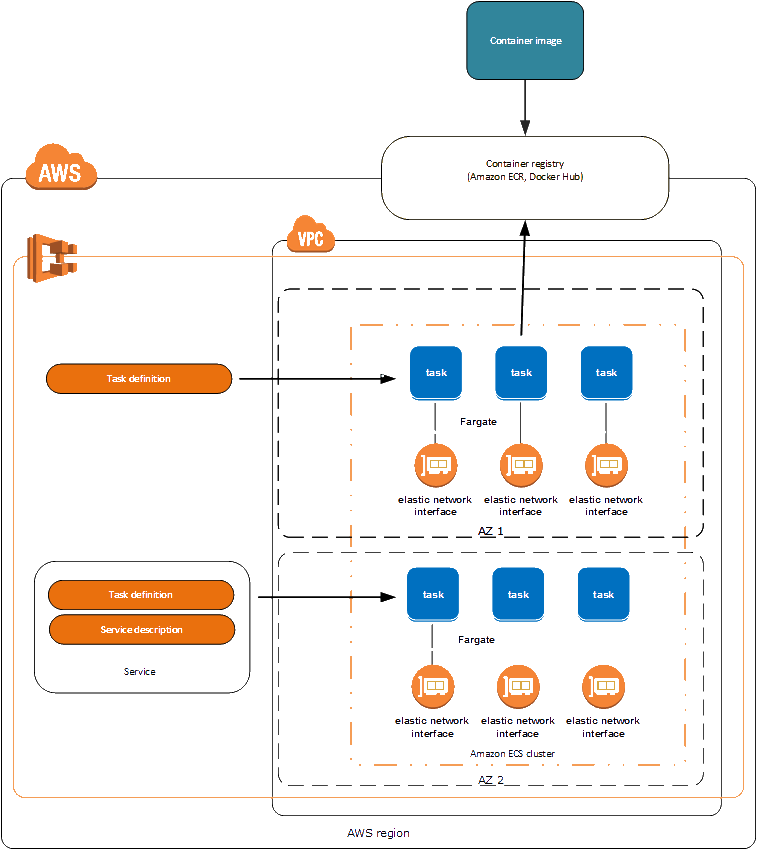 Container image
Container registry
(Amazon ECR, Docker Hub)
AWS
VPC
Task definition
task
task
task
Fargate
elastic network
interface
elastic network
interface
elastic network
interface
AZ 1
Task definition
Service description
Service
task
task
task
Fargate
elastic network
interface
elastic network
interface
elastic network
interface
Amazon ECS cluster
AZ 2
AWS region